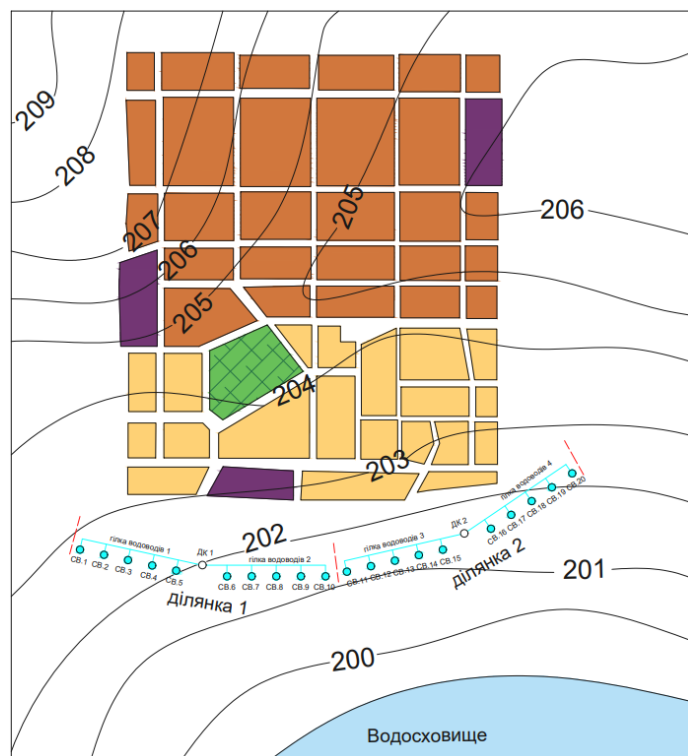 209
208
207
206
205
205
206
204
203
202
201
200
гілка водоводів 1
ДК 1
гілка водоводів 2
гілка водоводів 3
ДК 2
гілка водоводів 4
СВ.1
СВ.2
СВ.3
СВ.4
СВ.5
СВ.6
СВ.7
СВ.8
СВ.9
СВ.10
СВ.11
СВ.12
СВ.13
СВ.14
СВ.15
СВ.16
СВ.17
СВ.18
СВ.19
СВ.20
ділянка 1
ділянка 2
Водосховище